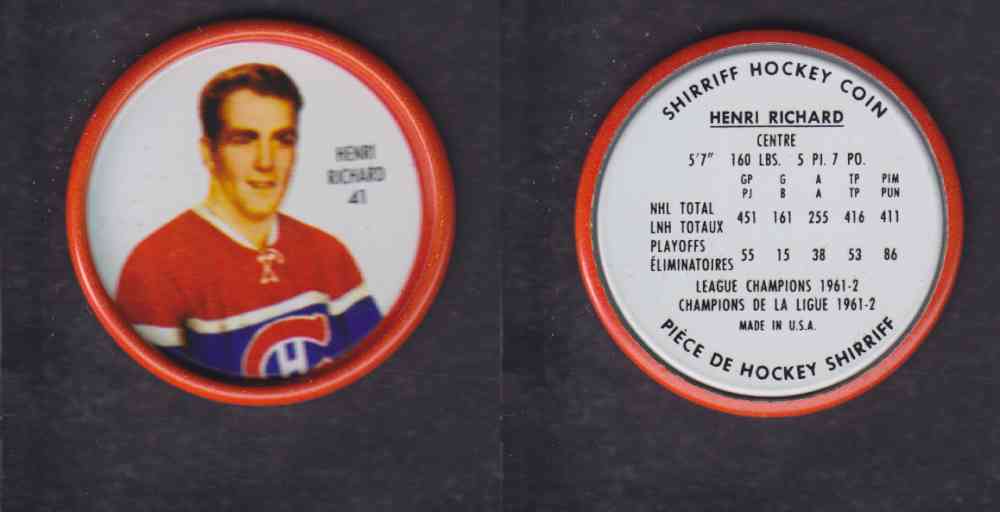 HENRI
RICHARD
41
CH
SHIRRIFF HOCKEY COIN
HENRI RICHARD
CENTRE
5'7" 160 LBS. 5 PI. 7 PO.
GP G A TP PIM
PJ B A TP PUN
NHL TOTAL
LNH TOTAUX
451 161 255 416 411
PLAYOFFS
ÉLIMINATOIRES
55 15 38 53 86
LEAGUE CHAMPIONS 1961-2
CHAMPIONS DE LA LIGUE 1961-2
MADE IN U.S.A.
PIÈCE DE HOCKEY SHIRRIFF